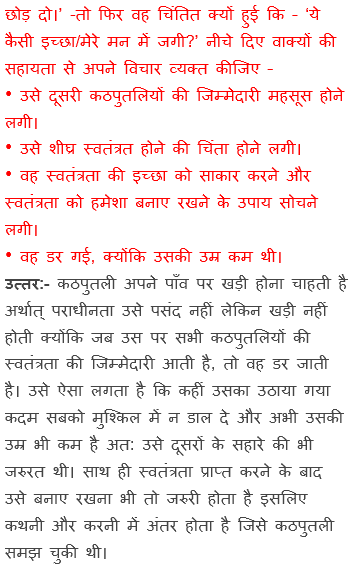 छोड़ दो।' -तो फिर वह चिंतित क्यों हुई कि - 'ये
कैसी इच्छा/मेरे मन में जगी?' नीचे दिए वाक्यों की
सहायता से अपने विचार व्यक्त कीजिए -
• उसे दूसरी कठपुतलियों की जिम्मेदारी महसूस होने
लगी।
• उसे शीघ्र स्वतंत्रत होने की चिंता होने लगी।
• वह स्वतंत्रता की इच्छा को साकार करने और
स्वतंत्रता को हमेशा बनाए रखने के उपाय सोचने
लगी।
• वह डर गई, क्योंकि उसकी उम्र कम थी।
उत्तर:- कठपुतली अपने पाँव पर खड़ी होना चाहती है
अर्थात् पराधीनता उसे पसंद नहीं लेकिन खड़ी नहीं
होती क्योंकि जब उस पर सभी कठपुतलियों की
स्वतंत्रता की जिम्मेदारी आती है, तो वह डर जाती
है। उसे ऐसा लगता है कि कहीं उसका उठाया गया
कदम सबको मुश्किल में न डाल दे और अभी उसकी
उम्र भी कम है अत: उसे दूसरों के सहारे की भी
जरुरत थी। साथ ही स्वतंत्रता प्राप्त करने के बाद
उसे बनाए रखना भी तो जरुरी होता है इसलिए
कथनी और करनी में अंतर होता है जिसे कठपुतली
समझ चुकी थी।